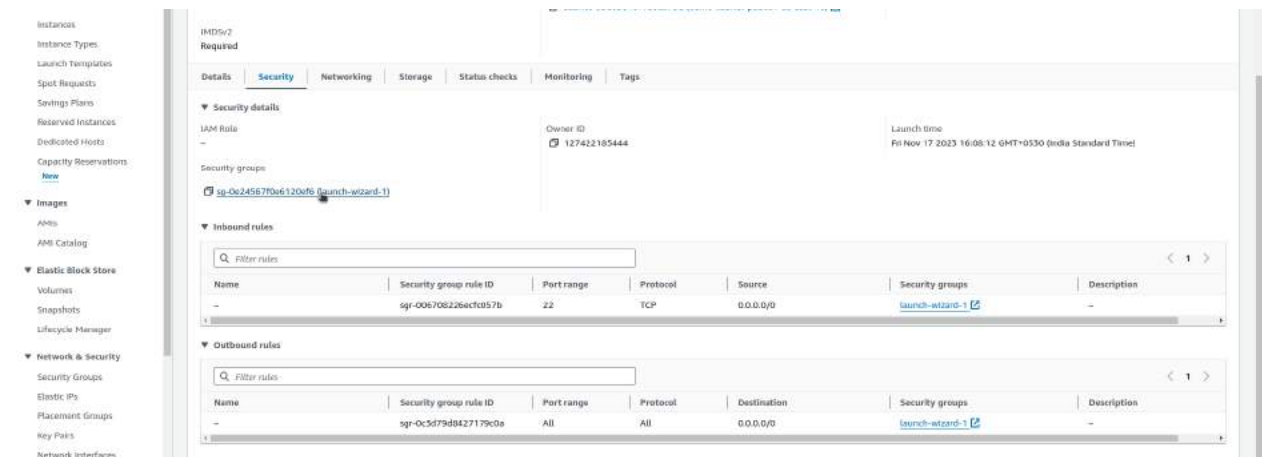 Instances
Instance Types
Launch Templates
Spot Requests
Savings Plans
Reserved Instances
Dedicated Hosts
Capacity Reservations
New
Images
AMIs
AMI Catalog
Elastic Block Store
Volumes
Snapshots
Lifecycle Manager
Network & Security
Security Groups
Elastic IPs
Placement Groups
Key Pairs
Network Interfaces
IMDSv2
Required
Details Security Networking Storage Status checks Monitoring Tags
Security details
IAM Role Owner ID Launch time
– 127422185444 Fri Nov 17 2023 16:08:12 GMT+0530 (India Standard Time)
Security groups
sg-0e24567f0e6120ef6 (launch-wizard-1)
Inbound rules
Filter rules 1
Name Security group rule ID Port range Protocol Source Security groups Description
– sgr-006708226ecfc057b 22 TCP 0.0.0.0/0 launch-wizard-1 –
Outbound rules
Filter rules 1
Name Security group rule ID Port range Protocol Destination Security groups Description
– sgr-0c3d79d8427179c0a All All 0.0.0.0/0 launch-wizard-1 –